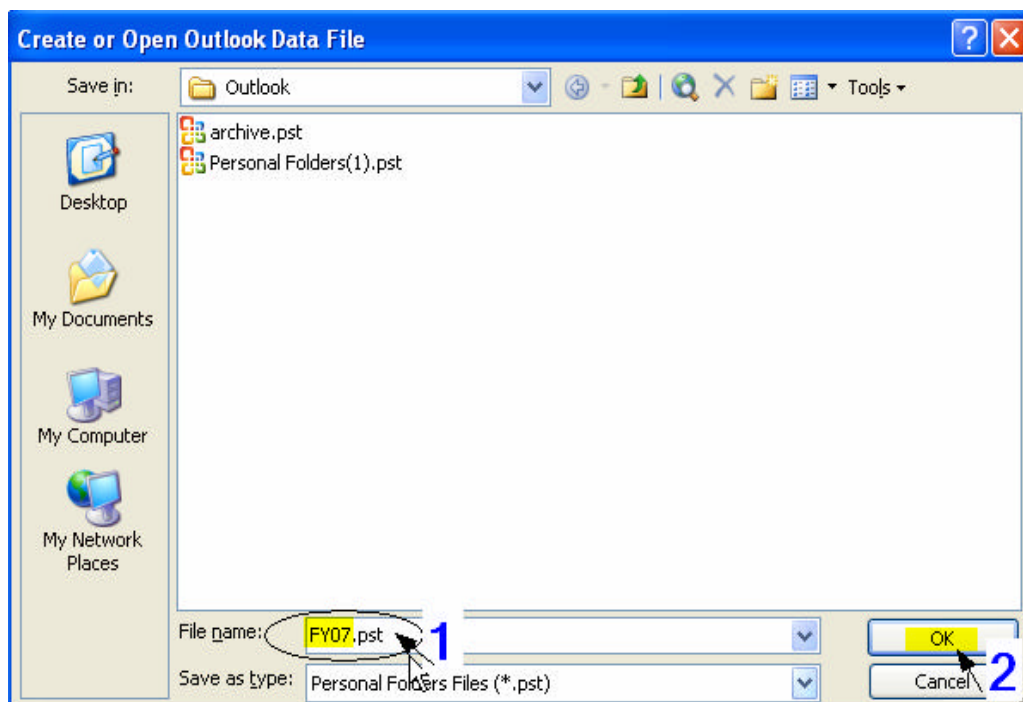 Create or Open Outlook Data File
Save in:
Outlook
Tools
archive.pst
Personal Folders(1).pst
Desktop
My Documents
My Computer
My Network
Places
File name:
FY07.pst
1
OK
Save as type:
Personal Folders Files (*.pst)
Cancel
2